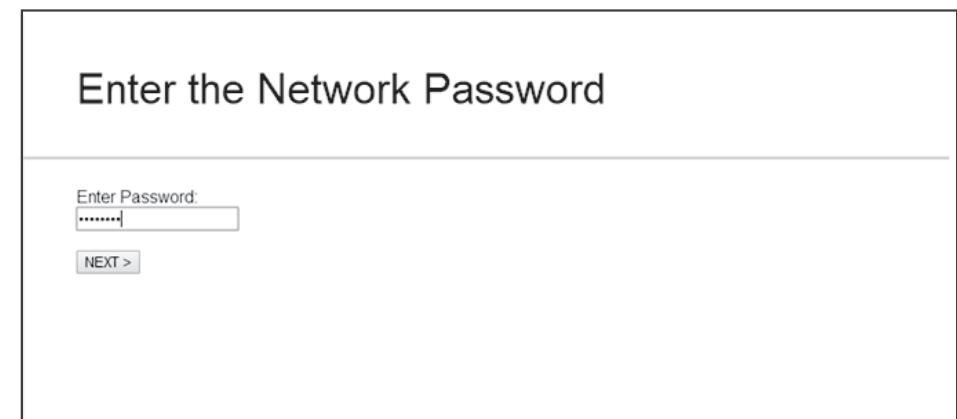 Enter the Network Password
Enter Password:
••••••••
NEXT >